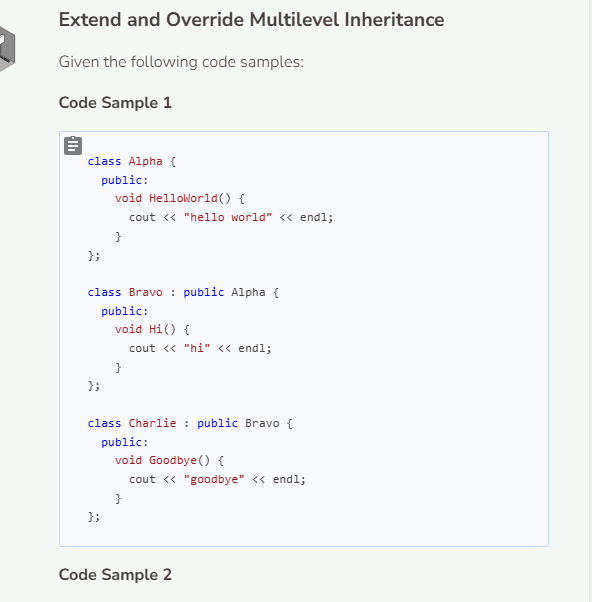 Extend and Override Multilevel Inheritance
Given the following code samples:
Code Sample 1
class Alpha {
  public:
    void HelloWorld() {
      cout << "hello world" << endl;
    }
};
class Bravo : public Alpha {
  public:
    void Hi() {
      cout << "hi" << endl;
    }
};
class Charlie : public Bravo {
  public:
    void Goodbye() {
      cout << "goodbye" << endl;
    }
};
Code Sample 2